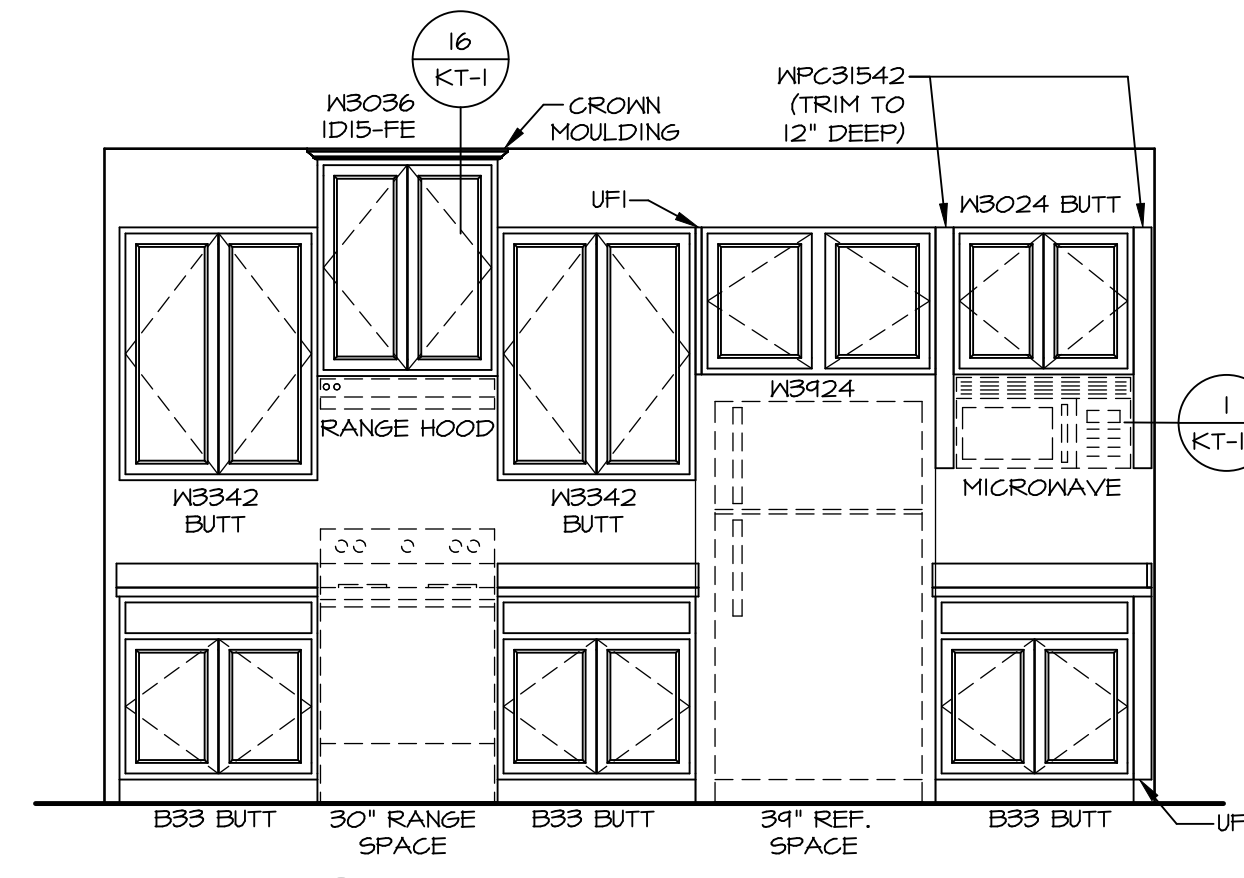 16
KT-1
W3036
1D15-FE
CROWN
MOULDING
WPC31542
(TRIM TO
12" DEEP)
UF1
W3024 BUTT
RANGE HOOD
W3924
1
KT-1
W3342
BUTT
W3342
BUTT
MICROWAVE
B33 BUTT
30" RANGE
SPACE
B33 BUTT
39" REF.
SPACE
B33 BUTT
UF